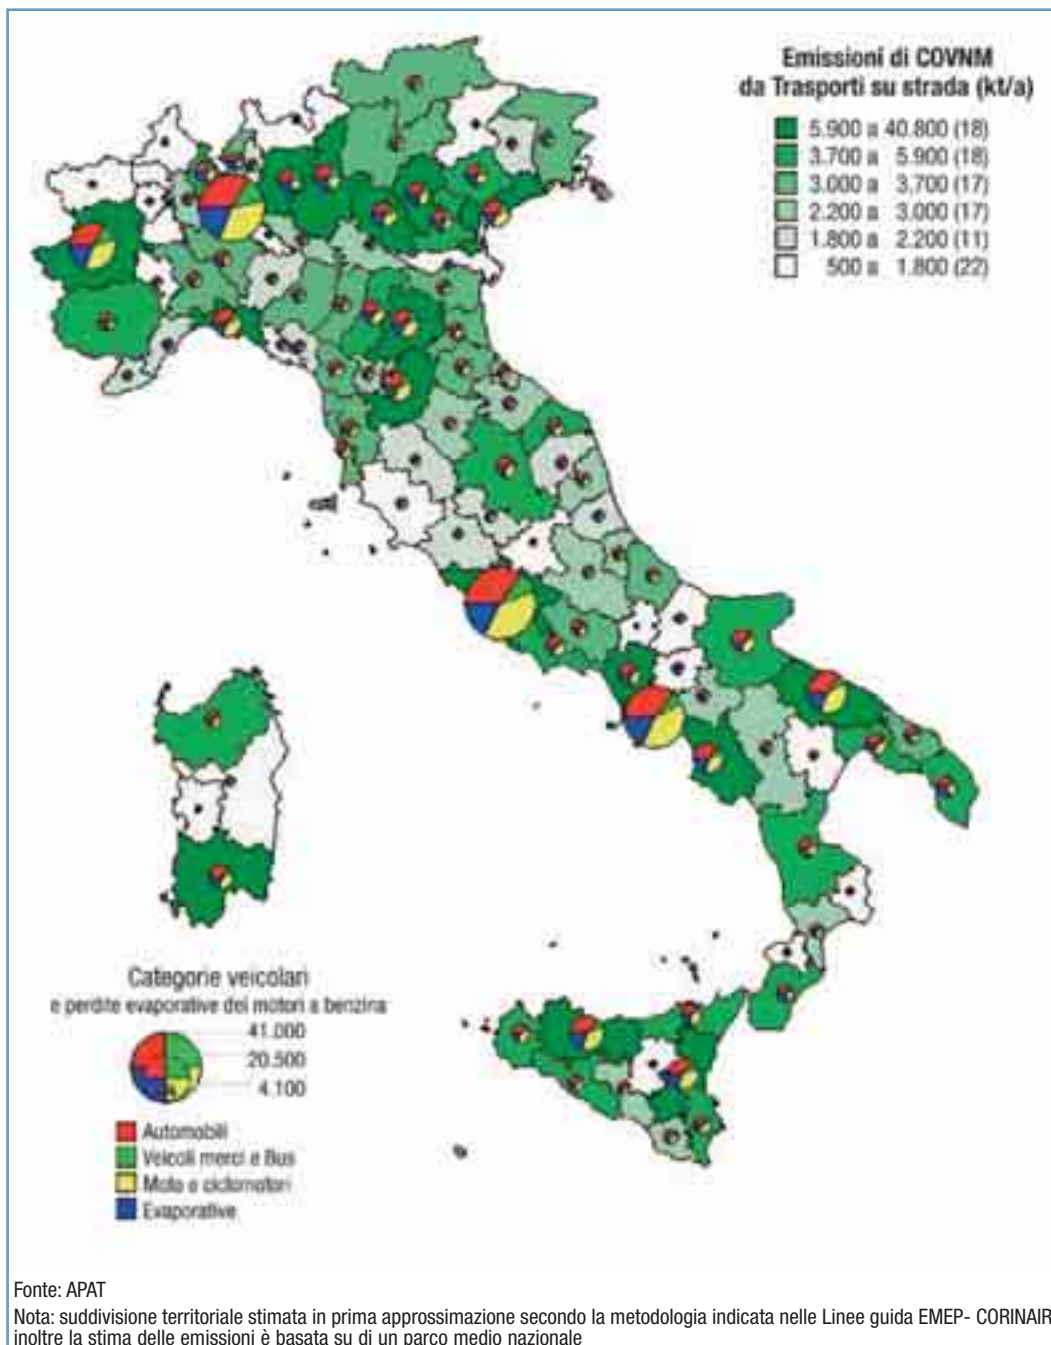 Emissioni di COVNM
da Trasporti su strada (kt/a)
5.900 a 40.800 (18)
3.700 a 5.900 (18)
3.000 a 3.700 (17)
2.200 a 3.000 (17)
1.800 a 2.200 (11)
500 a 1.800 (22)
Categorie veicolari
e perdite evaporative dei motori a benzina
41.000
20.500
4.100
Automobili
Veicoli merci e Bus
Moto e ciclomotori
Evaporative
Fonte: APAT
Nota: suddivisione territoriale stimata in prima approssimazione secondo la metodologia indicata nelle Linee guida EMEP- CORINAIR
inoltre la stima delle emissioni è basata su di un parco medio nazionale